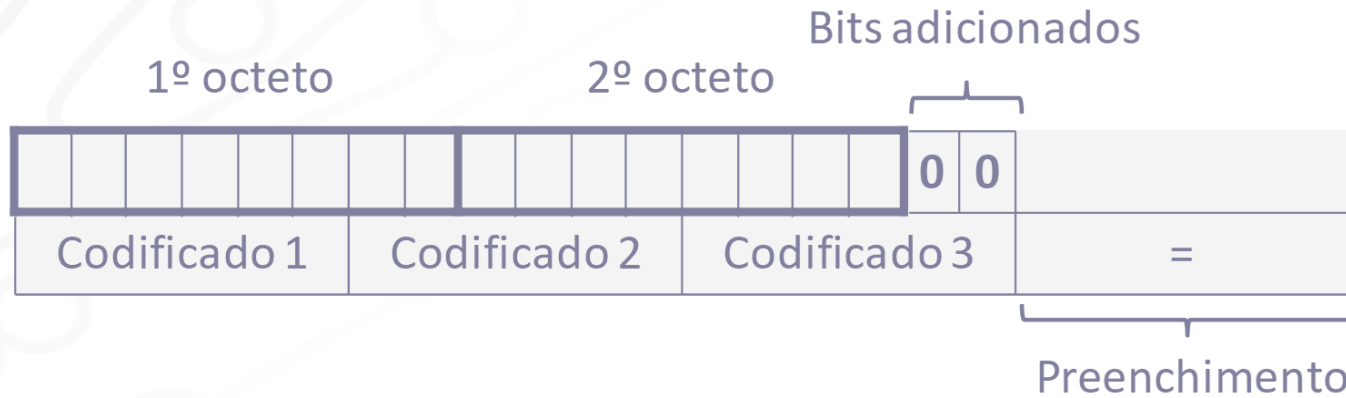 Bits adicionados
1º octeto 2º octeto
0 0
Codificado 1 Codificado 2 Codificado 3 =
Preenchimento